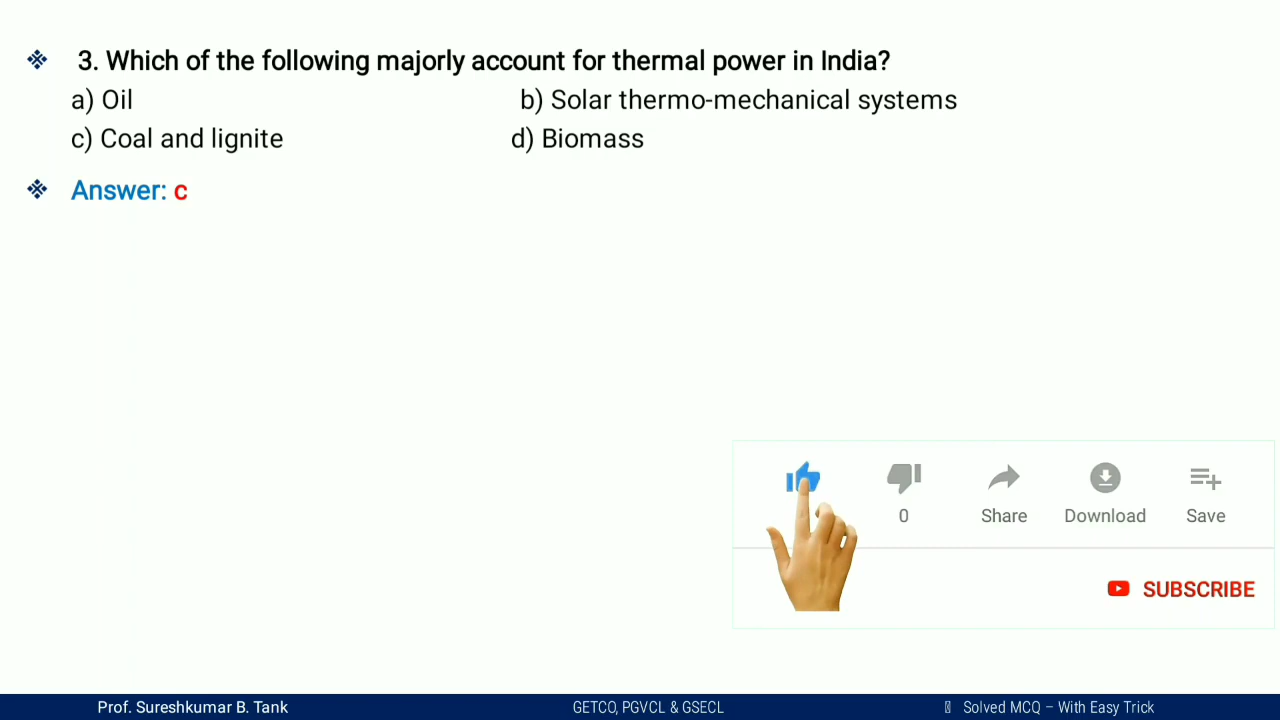 3. Which of the following majorly account for thermal power in India?
a) Oil b) Solar thermo-mechanical systems
c) Coal and lignite d) Biomass
Answer: c
0 Share Download Save
SUBSCRIBE
Prof. Sureshkumar B. Tank GETCO, PGVCL & GSECL Solved MCQ – With Easy Trick